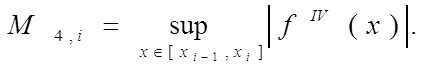 M_{4,i} = sup_{x∈[x_{i-1},x_i]} |f^{IV}(x)|.